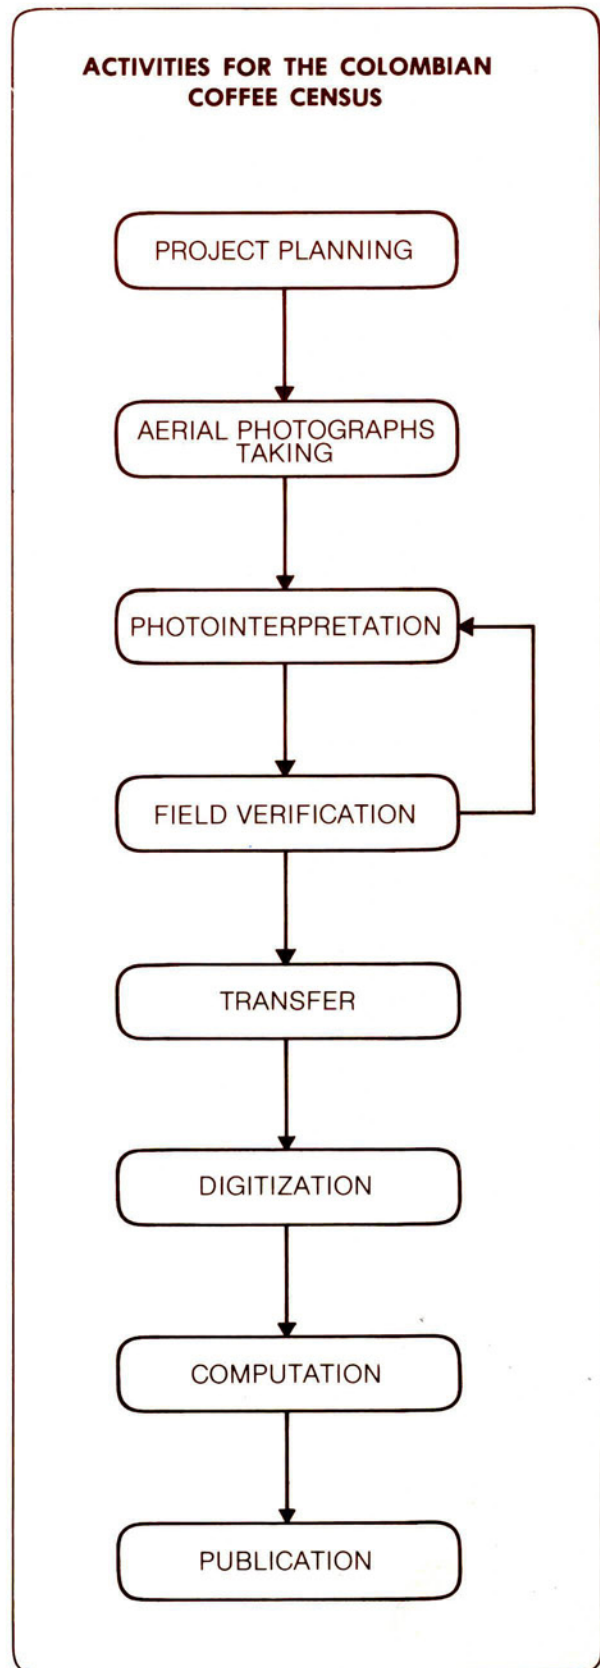 ACTIVITIES FOR THE COLOMBIAN
COFFEE CENSUS
PROJECT PLANNING
AERIAL PHOTOGRAPHS
TAKING
PHOTOINTERPRETATION
FIELD VERIFICATION
TRANSFER
DIGITIZATION
COMPUTATION
PUBLICATION